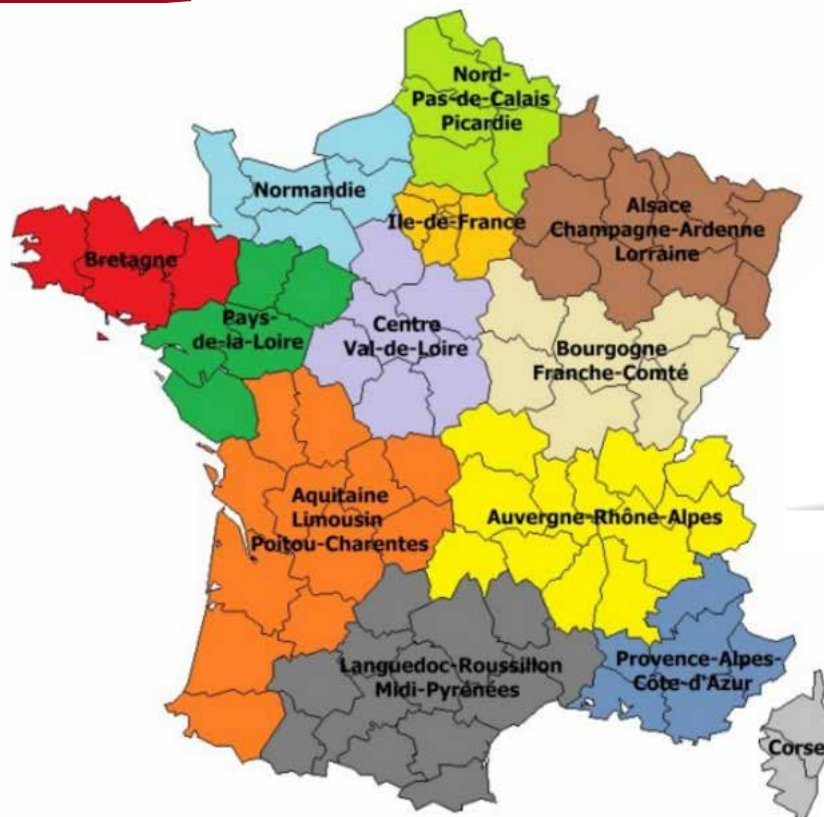 Nord-
Pas-de-Calais
Picardie
Normandie
Île-de-France
Alsace
Champagne-Ardenne
Lorraine
Bretagne
Pays-
de-la-Loire
Centre
Val-de-Loire
Bourgogne
Franche-Comté
Aquitaine
Limousin
Poitou-Charentes
Auvergne-Rhône-Alpes
Languedoc-Roussillon
Midi-Pyrénées
Provence-Alpes-
Côte-d'Azur
Corse